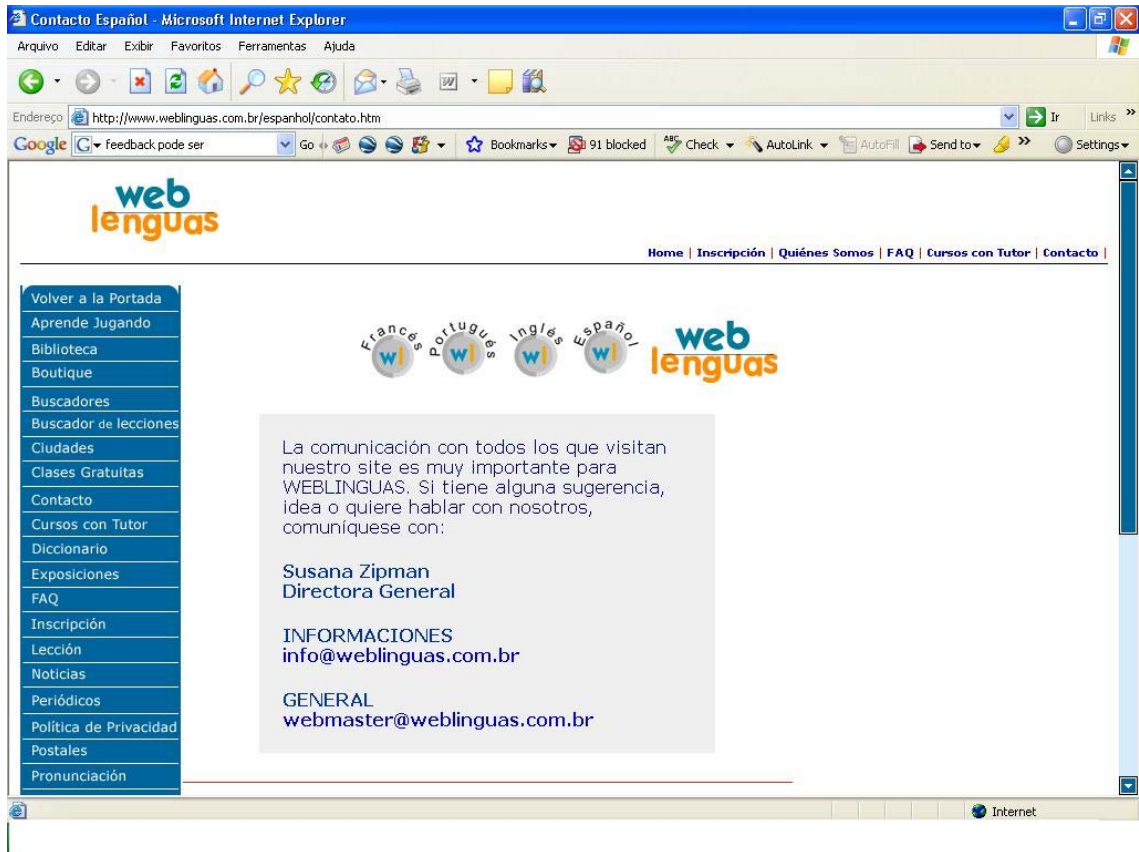 Contacto Español - Microsoft Internet Explorer
Arquivo Editar Exibir Favoritos Ferramentas Ajuda
Endereço http://www.weblinguas.com.br/espanhol/contato.htm Ir Links »
Google G feedback pode ser Go Bookmarks 91 blocked ABC Check AutoLink AutoFill Send to » Settings
web
lenguas
Home | Inscripción | Quiénes Somos | FAQ | Cursos con Tutor | Contacto |
Volver a la Portada
Aprende Jugando
Biblioteca
Boutique
Buscadores
Buscador de lecciones
Ciudades
Clases Gratuitas
Contacto
Cursos con Tutor
Diccionario
Exposiciones
FAQ
Inscripción
Lección
Noticias
Periódicos
Política de Privacidad
Postales
Pronunciación
Francés wl
Portugués wl
Inglés wl
Español wl
web
lenguas
La comunicación con todos los que visitan
nuestro site es muy importante para
WEBLINGUAS. Si tiene alguna sugerencia,
idea o quiere hablar con nosotros,
comuníquese con:
Susana Zipman
Directora General
INFORMACIONES
info@weblinguas.com.br
GENERAL
webmaster@weblinguas.com.br
Internet